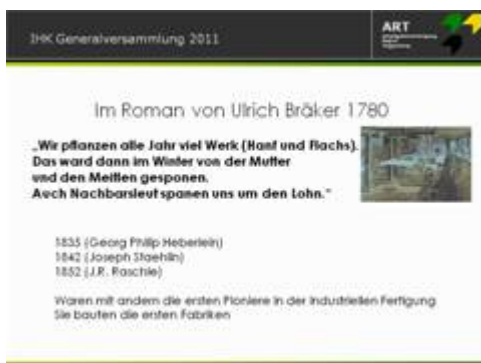 IHK Generalversammlung 2011
ART
Im Roman von Ulrich Bräker 1780
„Wir pflanzen alle Jahr viel Werk (Hanf und Flachs).
Das ward dann im Winter von der Mutter
und den Meitlen gesponen.
Auch Nachbarsleut spanen uns um den Lohn."
1835 (Georg Philip Heberlein)
1842 (Joseph Staehlin)
1852 (J.R. Raschle)
Waren mit andern die ersten Pioniere in der industriellen Fertigung
Sie bauten die ersten Fabriken